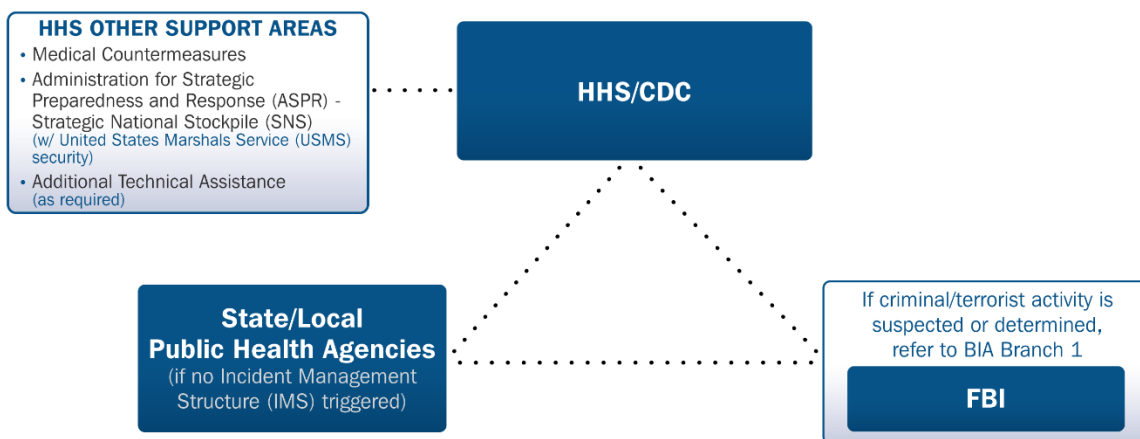 HHS OTHER SUPPORT AREAS
• Medical Countermeasures
• Administration for Strategic
Preparedness and Response (ASPR) -
Strategic National Stockpile (SNS)
(w/ United States Marshals Service (USMS)
security)
• Additional Technical Assistance
(as required)
HHS/CDC
State/Local
Public Health Agencies
(if no Incident Management
Structure (IMS) triggered)
If criminal/terrorist activity is
suspected or determined,
refer to BIA Branch 1
FBI